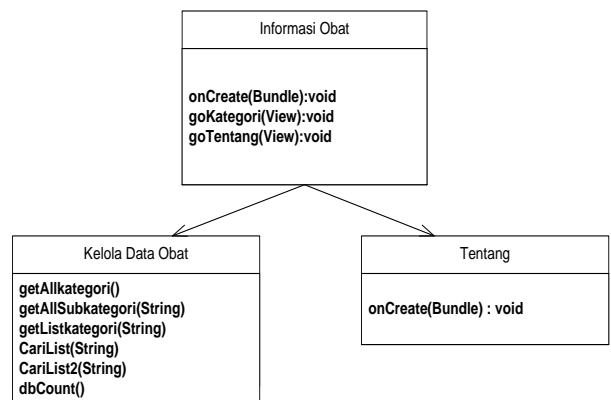 Informasi Obat
onCreate(Bundle):void
goKategori(View):void
goTentang(View):void
Kelola Data Obat
getAllkategori()
getAllSubkategori(String)
getListkategori(String)
CariList(String)
CariList2(String)
dbCount()
Tentang
onCreate(Bundle) : void